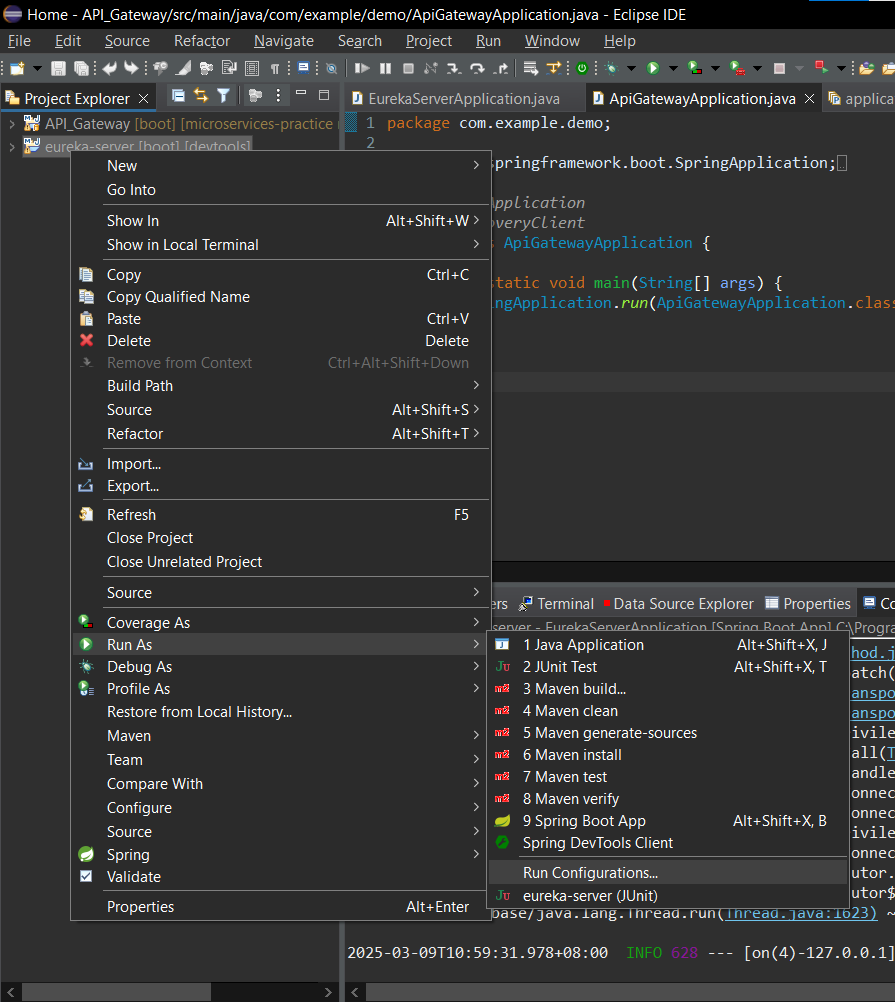 Home - API_Gateway/src/main/java/com/example/demo/ApiGatewayApplication.java - Eclipse IDE
File Edit Source Refactor Navigate Search Project Run Window Help
Project Explorer
EurekaServerApplication.java ApiGatewayApplication.java applica
API_Gateway [boot] [microservices-practice
eureka-server [boot] [devtools]
1 package com.example.demo;
2
springframework.boot.SpringApplication;
Application
overyClient
ApiGatewayApplication {
static void main(String[] args) {
ngApplication.run(ApiGatewayApplication.class
New
Go Into
Show In Alt+Shift+W
Show in Local Terminal
Copy Ctrl+C
Copy Qualified Name
Paste Ctrl+V
Delete Delete
Remove from Context Ctrl+Alt+Shift+Down
Build Path
Source Alt+Shift+S
Refactor Alt+Shift+T
Import...
Export...
Refresh F5
Close Project
Close Unrelated Project
Source
Coverage As
Run As
Debug As
Profile As
Restore from Local History...
Maven
Team
Compare With
Configure
Source
Spring
Validate
Properties Alt+Enter
ers Terminal Data Source Explorer Properties Co
server - EurekaServerApplication [Spring Boot App] C:\Progra
1 Java Application Alt+Shift+X, J
2 JUnit Test Alt+Shift+X, T
3 Maven build...
4 Maven clean
5 Maven generate-sources
6 Maven install
7 Maven test
8 Maven verify
9 Spring Boot App Alt+Shift+X, B
Spring DevTools Client
Run Configurations...
eureka-server (JUnit)
hod.j
atch(
anspo
anspo
ivile
all(T
andle
onnec
onnec
ivile
onnec
utor.
utor$
base/java.lang.Thread.run(Thread.java:1623) ~
2025-03-09T10:59:31.978+08:00 INFO 628 --- [on(4)-127.0.0.1]